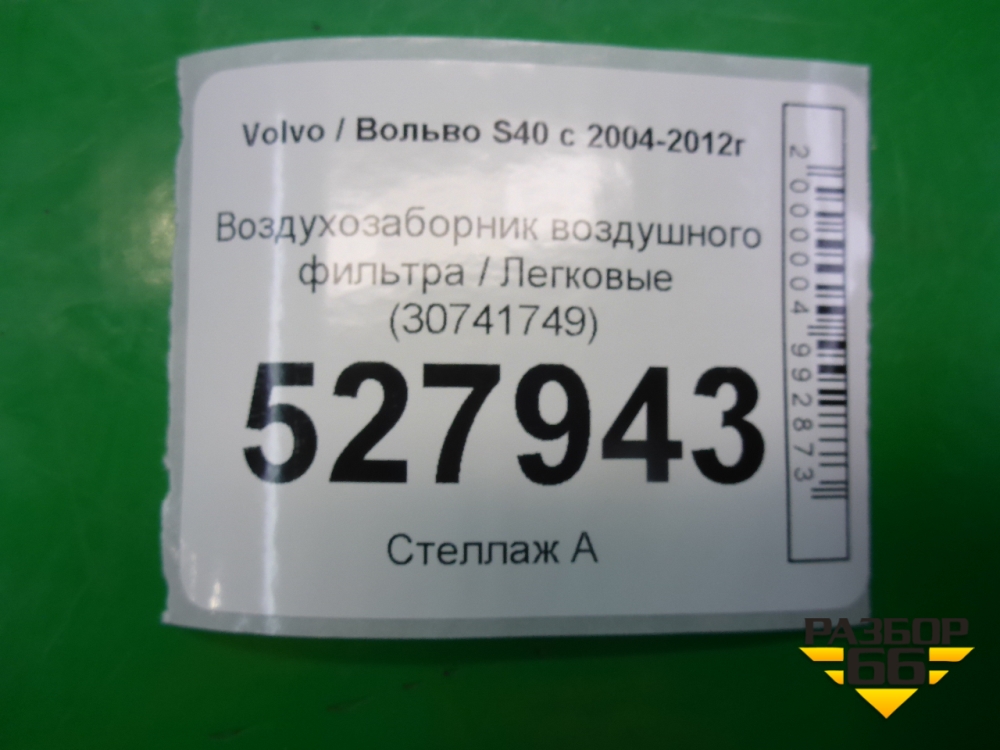 Volvo / Вольво S40 с 2004-2012г
Воздухозаборник воздушного
фильтра / Легковые
(30741749)
527943
Стеллаж А
2000004992873
РАЗБОР
66